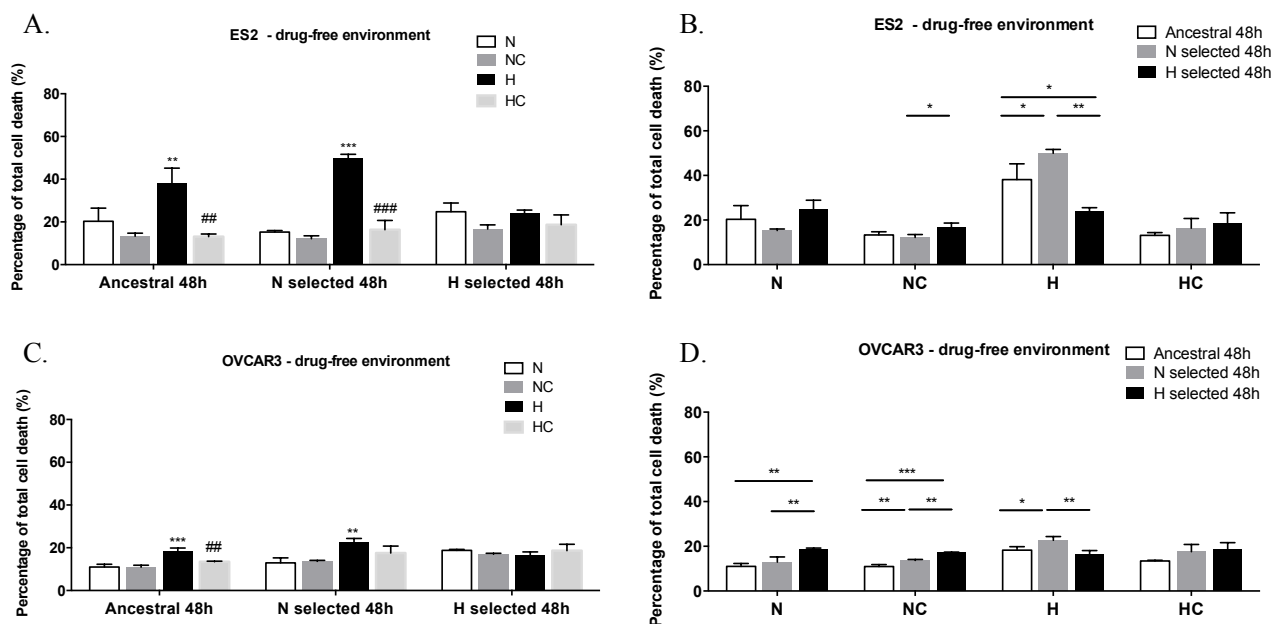 A.
ES2 - drug-free environment
N
NC
H
HC
Percentage of total cell death (%)
80
60
40
20
0
**
##
***
###
Ancestral 48h
N selected 48h
H selected 48h
B.
ES2 - drug-free environment
Ancestral 48h
N selected 48h
H selected 48h
Percentage of total cell death (%)
80
60
40
20
0
*
*
* **
N
NC
H
HC
C.
OVCAR3 - drug-free environment
N
NC
H
HC
Percentage of total cell death (%)
80
60
40
20
0
***
##
**
Ancestral 48h
N selected 48h
H selected 48h
D.
OVCAR3 - drug-free environment
Ancestral 48h
N selected 48h
H selected 48h
Percentage of total cell death (%)
80
60
40
20
0
** ***
** ** ** * **
N
NC
H
HC